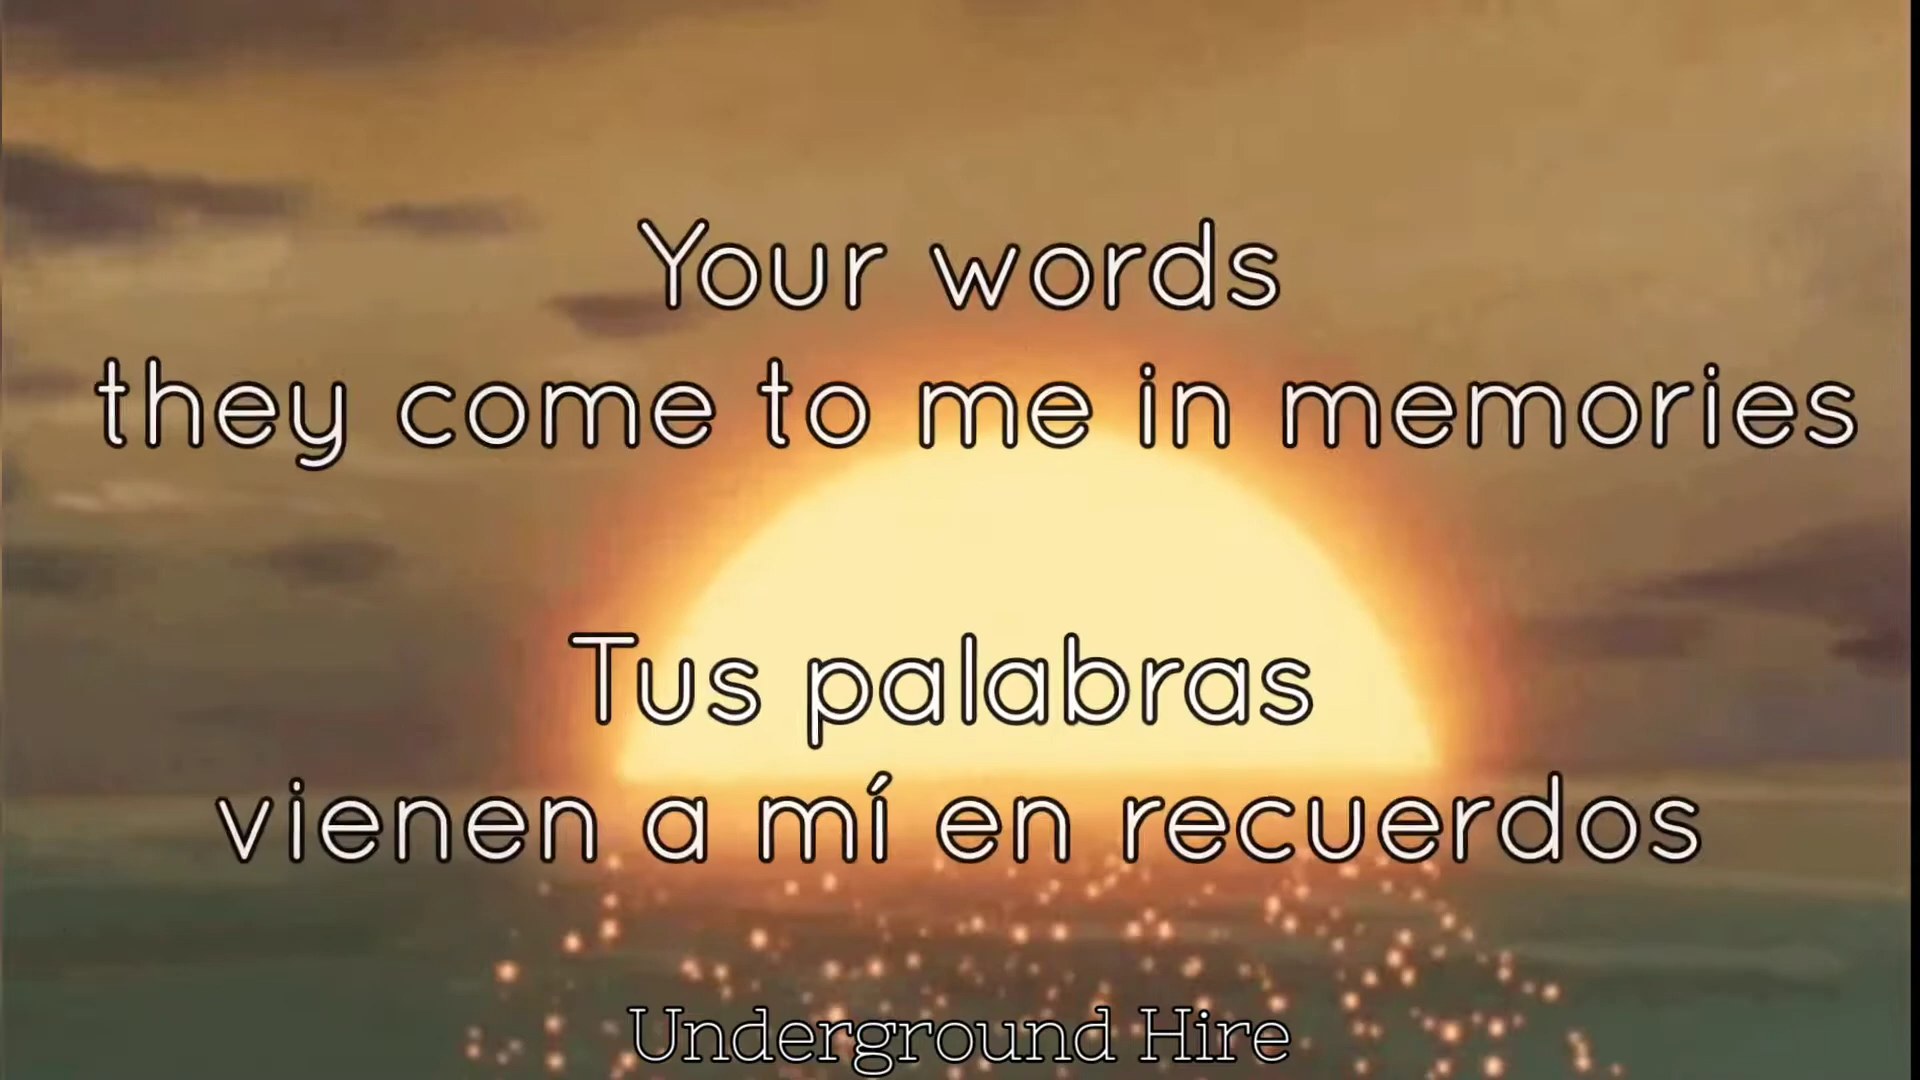 Your words
they come to me in memories
Tus palabras
vienen a mí en recuerdos
Underground Hire